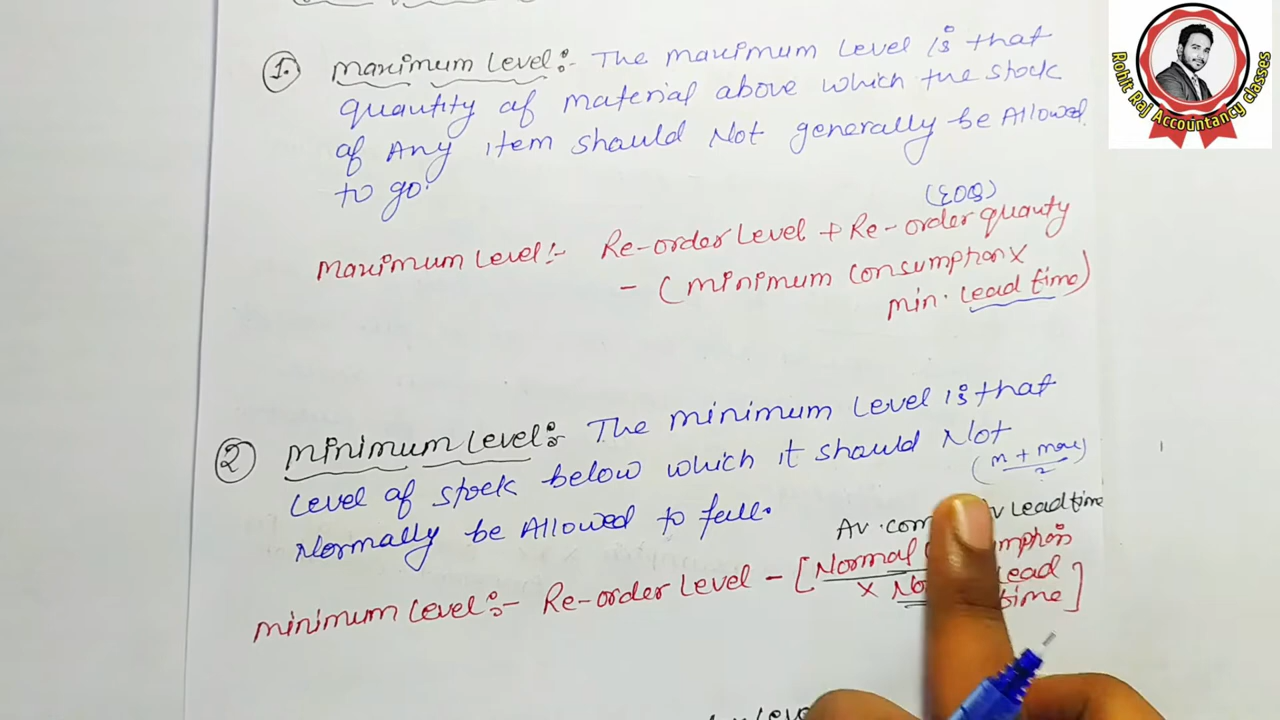 1. Maximum Level:- The maximum Level is that
quantity of material above which the stock
of Any item should Not generally be Allowed
to go.
(EOQ)
Maximum Level:- Re-order Level + Re-order quanty
- (minimum consumption x
min. Lead time)
2 Minimum Level:- The minimum Level is that
Level of stock below which it should Not
(m + max)
2
Normally be Allowed to fall.
Av. Lead time
minimum Level:- Re-order Level - [Normal
x Lead
time]
Rohit Raj Accountancy classes